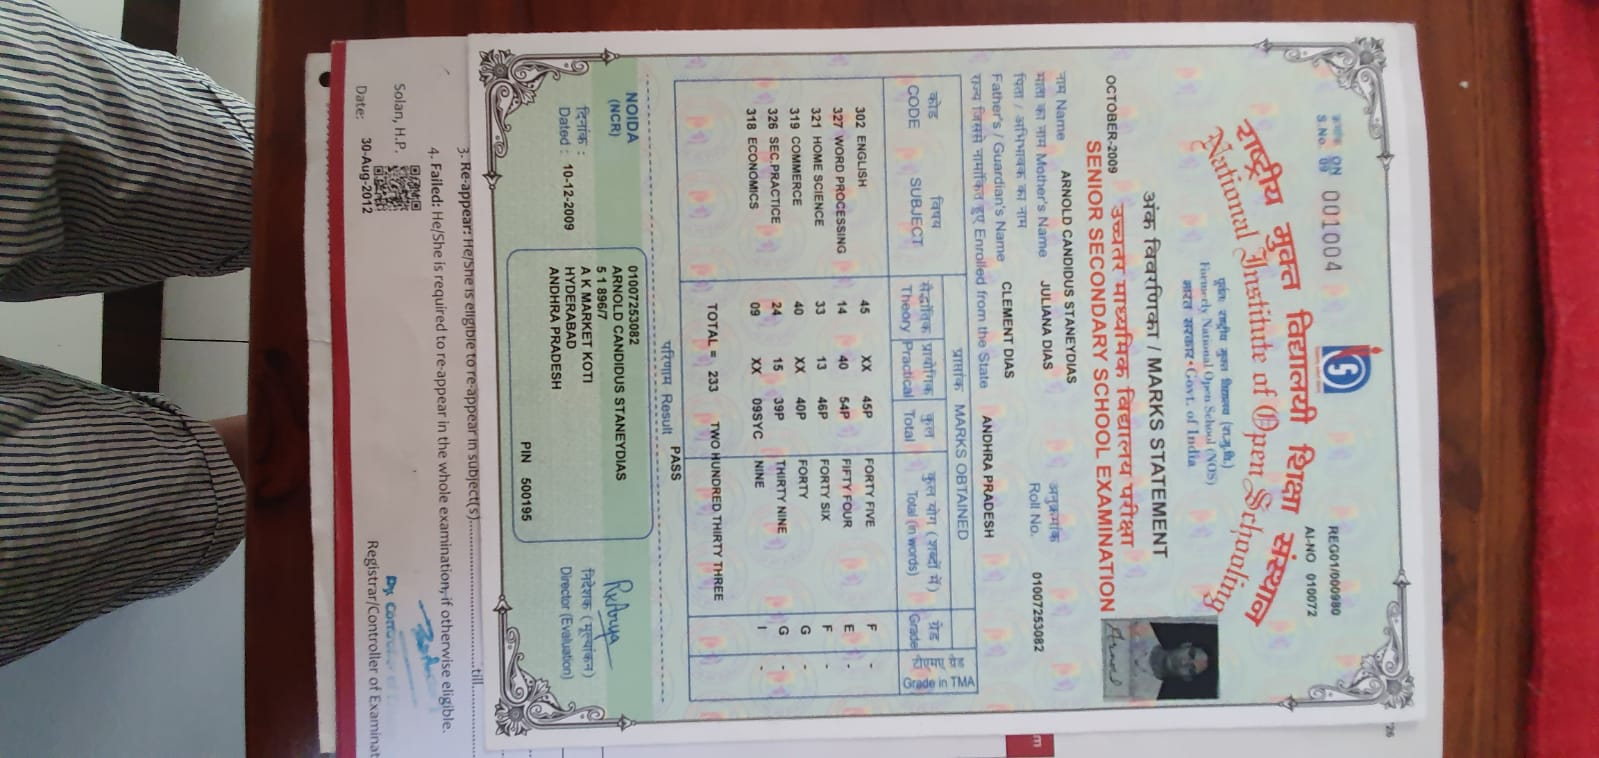 क्रमांक ON
S.No. 09 001004
REG01/000980
AI-NO 010072
राष्ट्रीय मुक्त विद्यालयी शिक्षा संस्थान
National Institute of Open Schooling
पूर्वतः राष्ट्रीय मुक्त विद्यालय (रा.मु.वि.)
Formerly National Open School (NOS)
भारत सरकार • Govt. of India
अंक विवरणिका / MARKS STATEMENT
उच्चतर माध्यमिक विद्यालय परीक्षा
SENIOR SECONDARY SCHOOL EXAMINATION
OCTOBER-2009
नाम Name ARNOLD CANDIDUS STANEYDIAS
माता का नाम Mother's Name JULIANA DIAS
अनुक्रमांक
Roll No. 01007253082
पिता / अभिभावक का नाम
Father's / Guardian's Name CLEMENT DIAS
राज्य जिससे नामांकित हुए Enrolled from the State ANDHRA PRADESH
कोड CODE विषय SUBJECT प्राप्तांक MARKS OBTAINED
सैद्धांतिक Theory प्रायोगिक Practical कुल Total कुल योग (शब्दों में) Total (in words) ग्रेड Grade टीएमए ग्रेड Grade in TMA
302 ENGLISH 45 XX 45P FORTY FIVE F -
327 WORD PROCESSING 14 40 54P FIFTY FOUR E -
321 HOME SCIENCE 33 13 46P FORTY SIX F -
319 COMMERCE 40 XX 40P FORTY G -
326 SEC.PRACTICE 24 15 39P THIRTY NINE G -
318 ECONOMICS 09 XX 09SYC NINE I -
TOTAL = 233 TWO HUNDRED THIRTY THREE
परिणाम Result PASS
NOIDA
(NCR)
दिनांक :
Dated : 10-12-2009
01007253082
ARNOLD CANDIDUS STANEYDIAS
5 1 896/7
A K MARKET KOTI
HYDERABAD
ANDHRA PRADESH
PIN 500195
निदेशक (मूल्यांकन)
Director (Evaluation)
3. Re-appear: He/She is eligible to re-appear in subject(s)..................till
4. Failed: He/She is required to re-appear in the whole examination, if otherwise eligible.
Solan, H.P.
Date: 30-Aug-2012
Registrar/Controller of Examinat